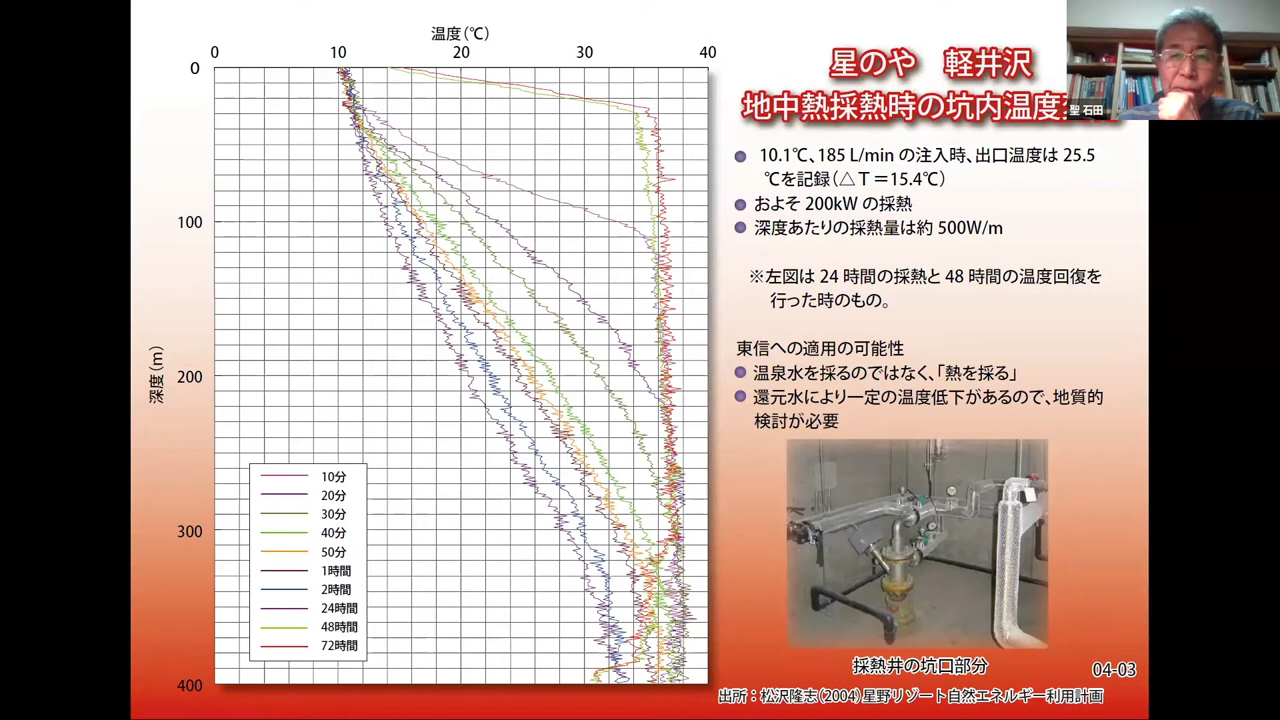 温度(℃)
0 10 20 30 40
0
100
200
300
400
深度(m)
10分
20分
30分
40分
50分
1時間
2時間
24時間
48時間
72時間
星のや 軽井沢
地中熱採熱時の坑内温度
聖 石田
10.1℃、185 L/min の注入時、出口温度は 25.5
℃を記録(△T=15.4℃)
およそ 200kW の採熱
深度あたりの採熱量は約 500W/m
※左図は 24 時間の採熱と 48 時間の温度回復を
行った時のもの。
東信への適用の可能性
温泉水を採るのではなく、「熱を採る」
還元水により一定の温度低下があるので、地質的
検討が必要
採熱井の坑口部分
04-03
出所:松沢隆志(2004)星野リゾート自然エネルギー利用計画